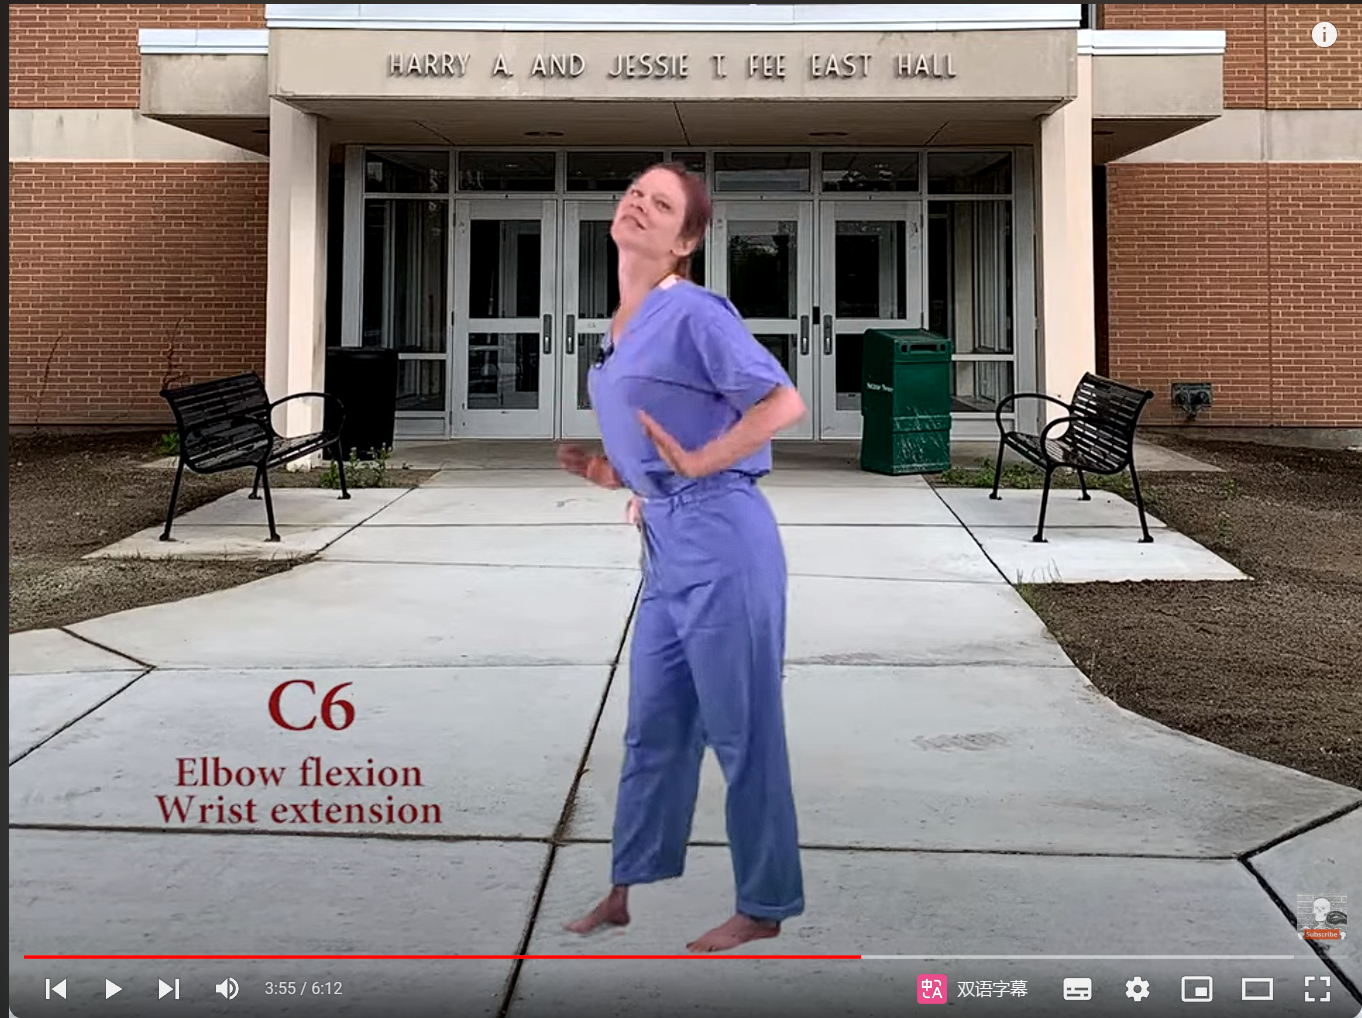 HARRY A. AND JESSIE T. FEE EAST HALL
C6
Elbow flexion
Wrist extension
Subscribe
3:55 / 6:12
双语字幕